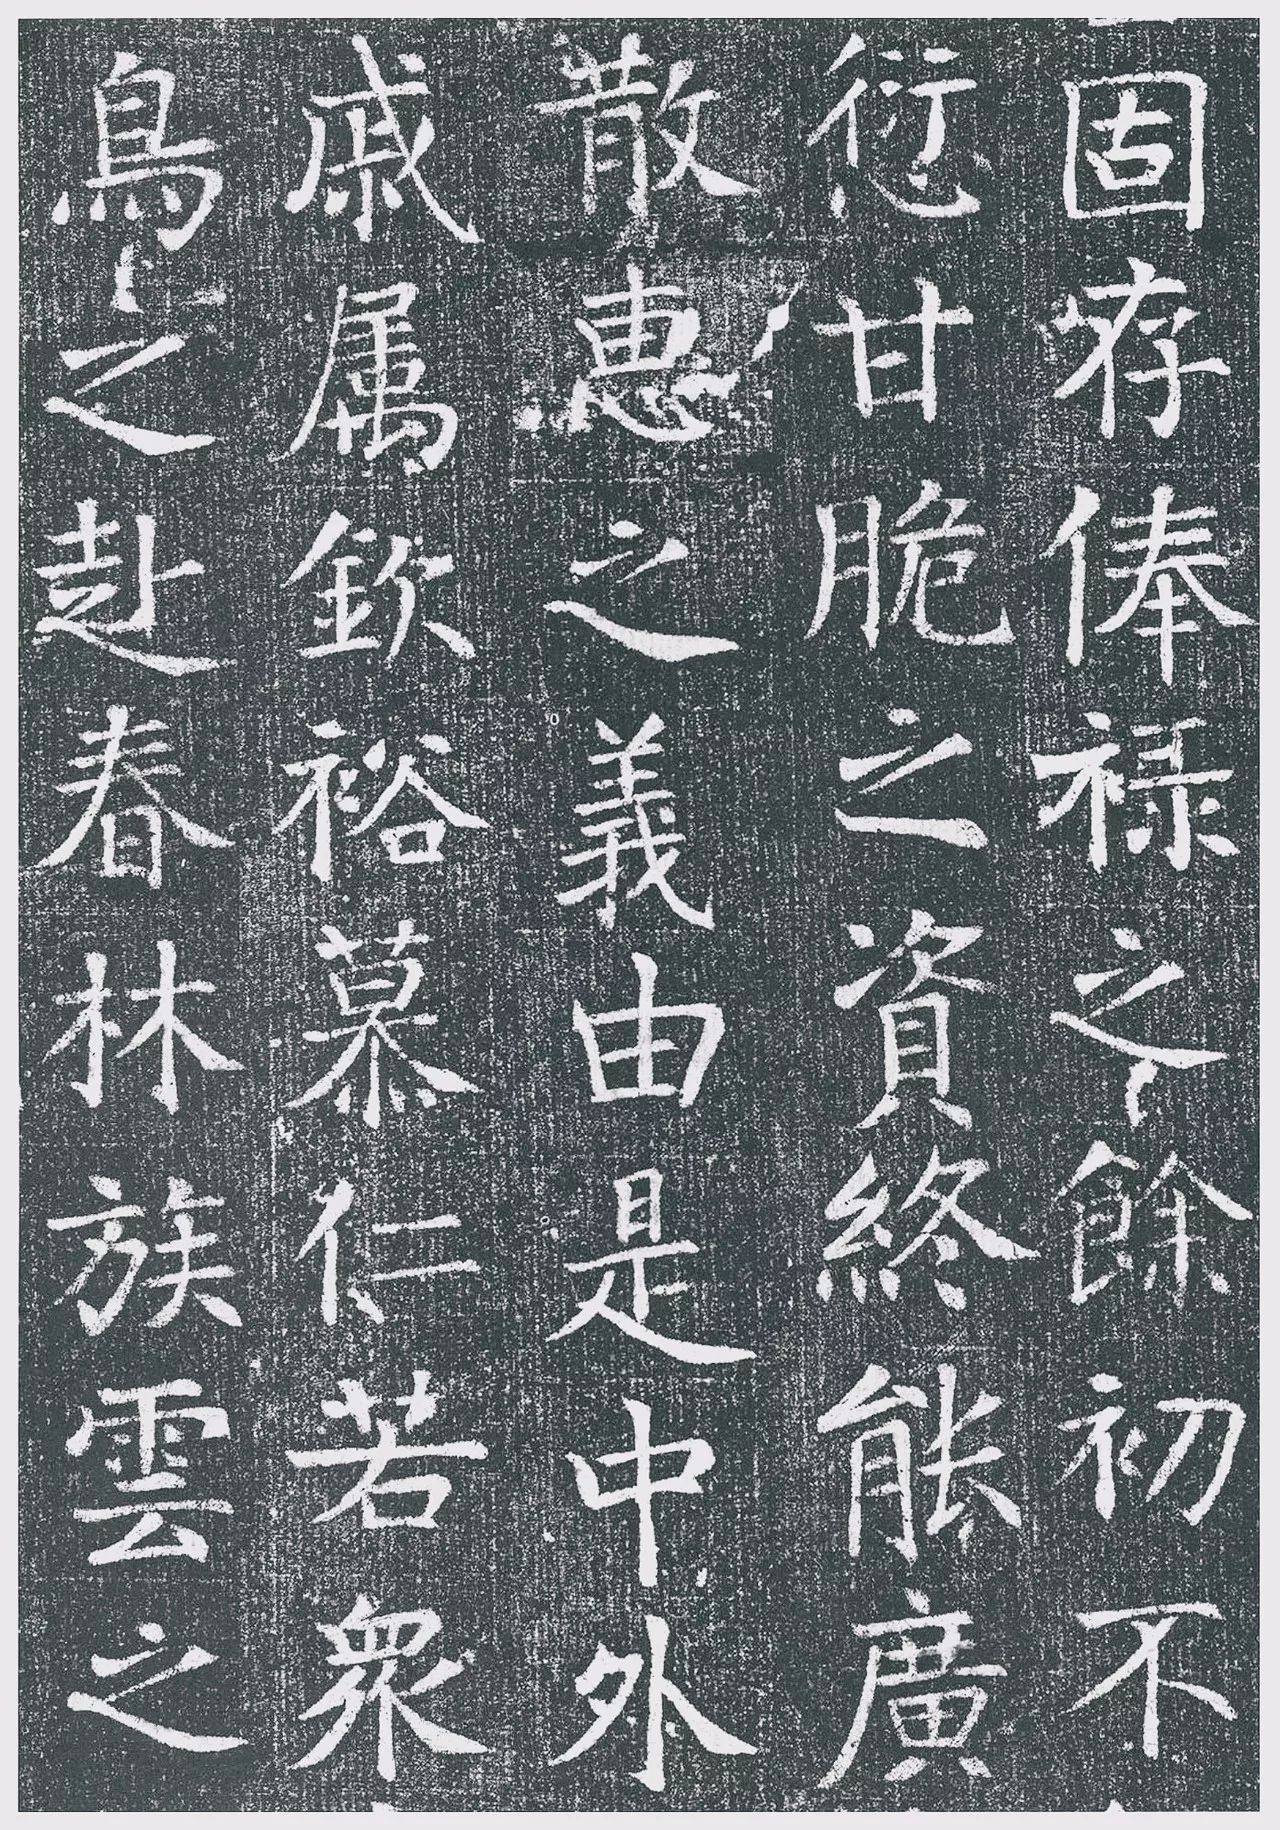 固存俸禄之餘初不
衍甘脆之資終能廣
散惠之義由是中外
戚属欽裕慕仁若衆
鳥之赴春林族雲之